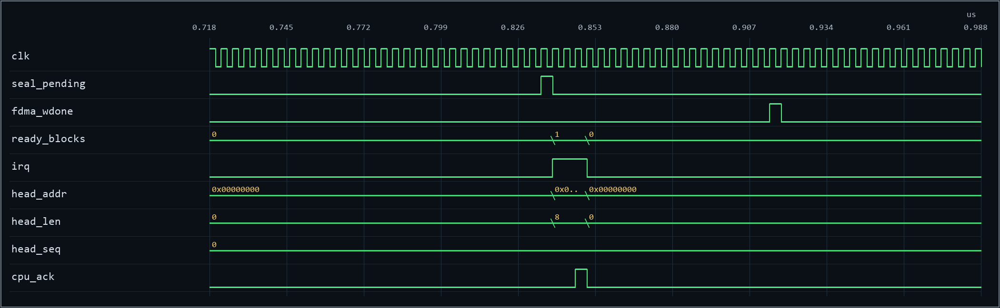 us
0.718 0.745 0.772 0.799 0.826 0.853 0.880 0.907 0.934 0.961 0.988
clk
seal_pending
fdma_wdone
ready_blocks 0 1 0
irq
head_addr 0x00000000 0x0.. 0x00000000
head_len 0 8 0
head_seq 0
cpu_ack